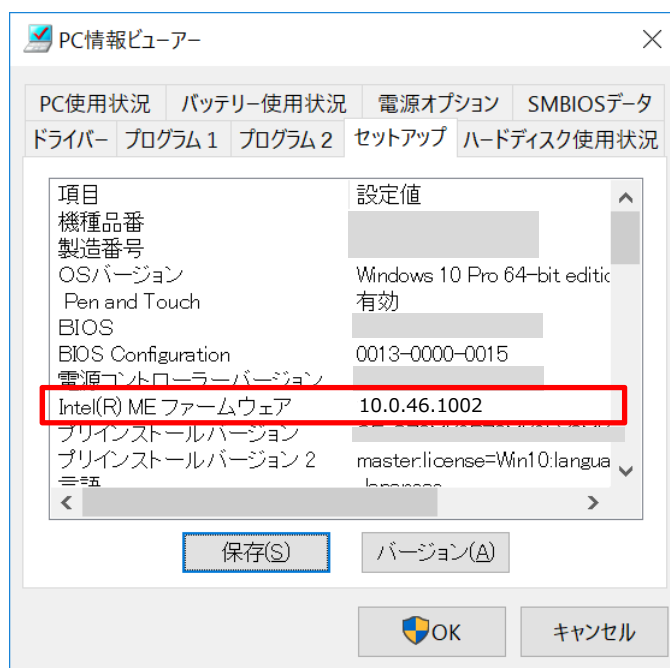 PC情報ビューアー
PC使用状況 バッテリー使用状況 電源オプション SMBIOSデータ
ドライバー プログラム 1 プログラム 2 セットアップ ハードディスク使用状況
項目 設定値
機種品番
製造番号
OSバージョン Windows 10 Pro 64-bit editic
Pen and Touch 有効
BIOS
BIOS Configuration 0013-0000-0015
電源コントローラーバージョン
Intel(R) ME ファームウェア 10.0.46.1002
プリインストールバージョン
プリインストールバージョン 2 master:license=Win10:langua
言語 Japanese
保存(S) バージョン(A)
OK キャンセル